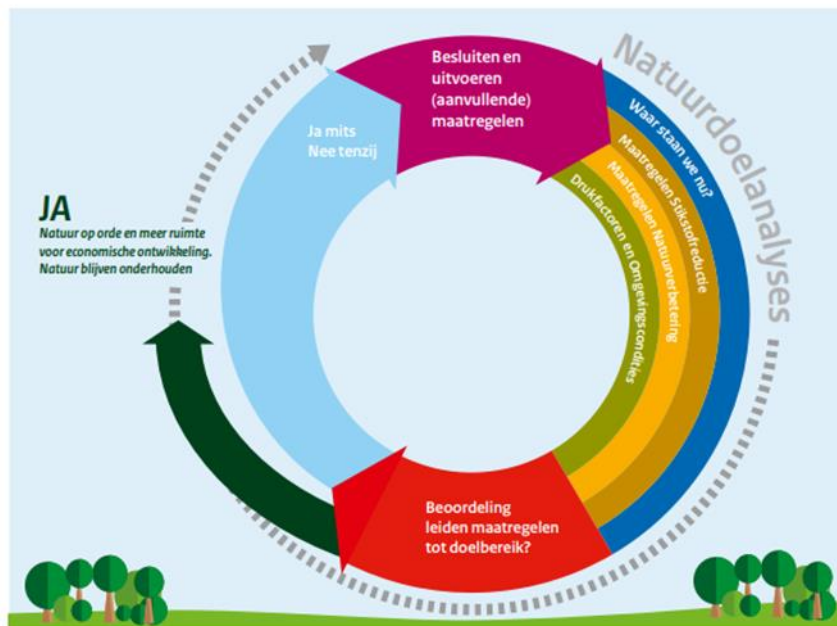 Besluiten en
uitvoeren
(aanvullende)
maatregelen
Natuurdoelanalyses
Waar staan we nu?
Maatregelen Stikstofreductie
Maatregelen Natuurverbetering
Drukfactoren en Omgevingscondities
Ja mits
Nee tenzij
JA
Natuur op orde en meer ruimte
voor economische ontwikkeling.
Natuur blijven onderhouden
Beoordeling
leiden maatregelen
tot doelbereik?